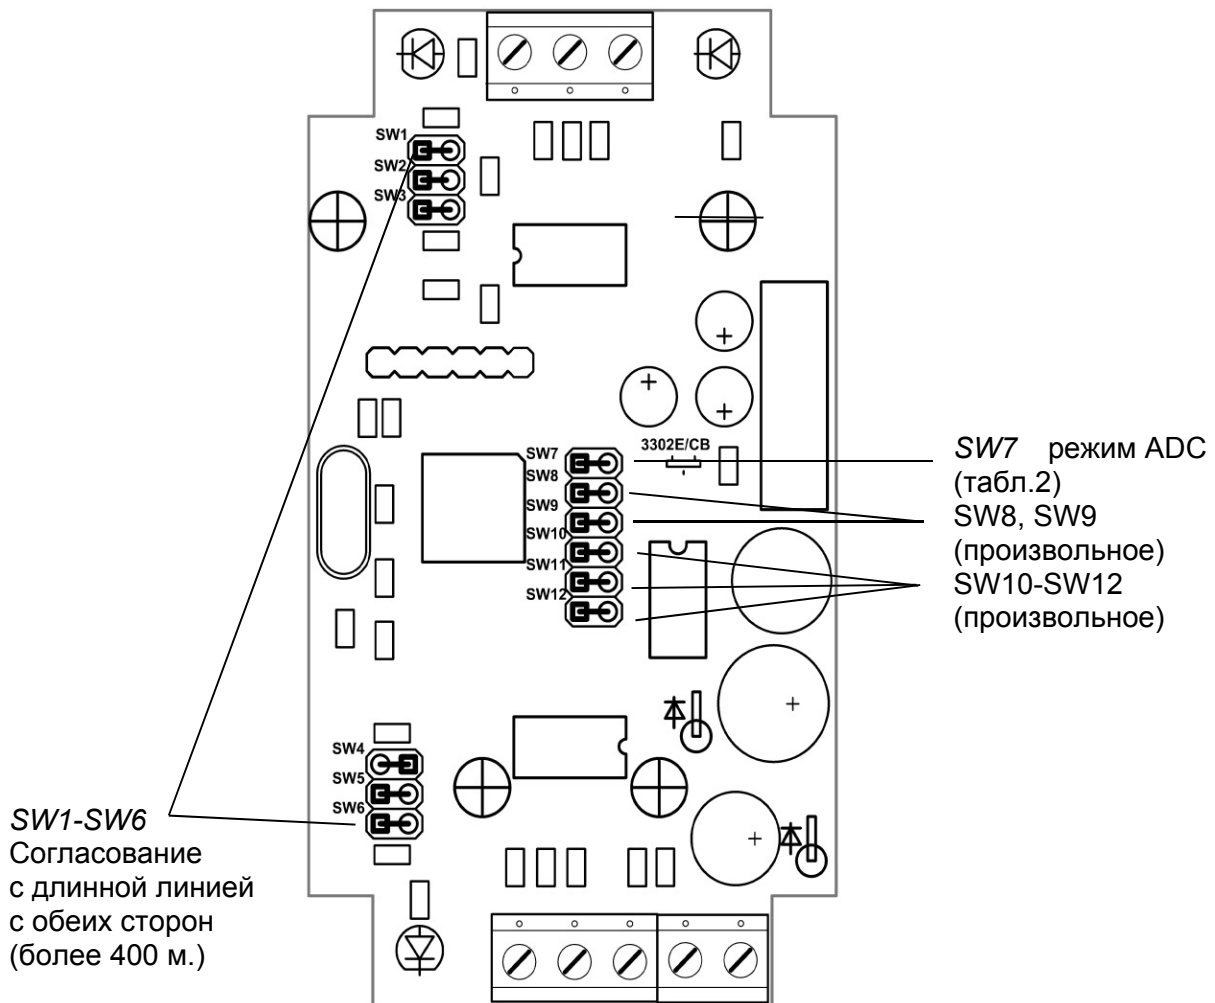 SW1
SW2
SW3
3302E/CB
SW7
SW8
SW9
SW10
SW11
SW12
SW7 режим ADC
(табл.2)
SW8, SW9
(произвольное)
SW10-SW12
(произвольное)
SW4
SW5
SW6
SW1-SW6
Согласование
с длинной линией
с обеих сторон
(более 400 м.)